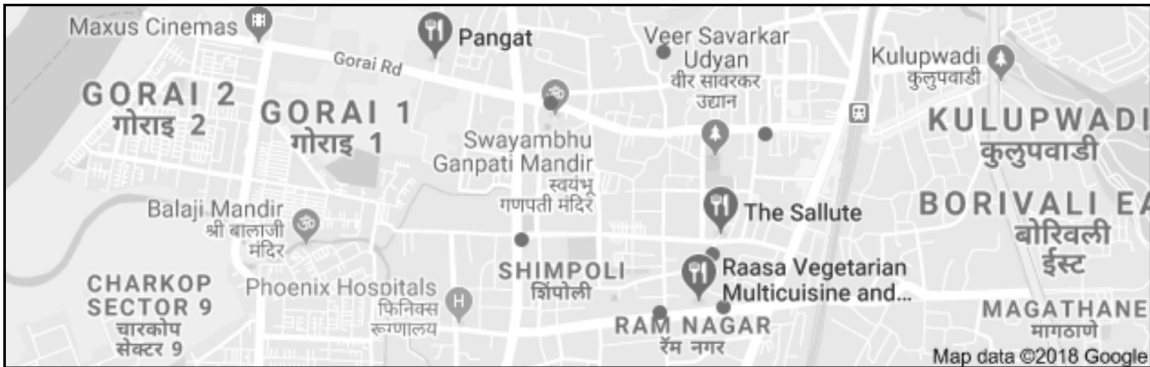 Maxus Cinemas
Pangat
Gorai Rd
Veer Savarkar
Udyan
वीर सावरकर
उद्यान
Kulupwadi
कुलुपवाडी
GORAI 2
गोराइ 2
GORAI 1
गोराइ 1
KULUPWADI
कुलुपवाडी
Swayambhu
Ganpati Mandir
स्वयंभू
गणपती मंदिर
Balaji Mandir
श्री बालाजी
मंदिर
The Sallute
BORIVALI EA
बोरिवली
ईस्ट
SHIMPOLI
शिंपोली
Raasa Vegetarian
Multicuisine and...
CHARKOP
SECTOR 9
चारकोप
सेक्टर 9
Phoenix Hospitals
फिनिक्स
रूग्णालय
H
RAM NAGAR
रॅम नगर
MAGATHANE
मागठाणे
Map data ©2018 Google